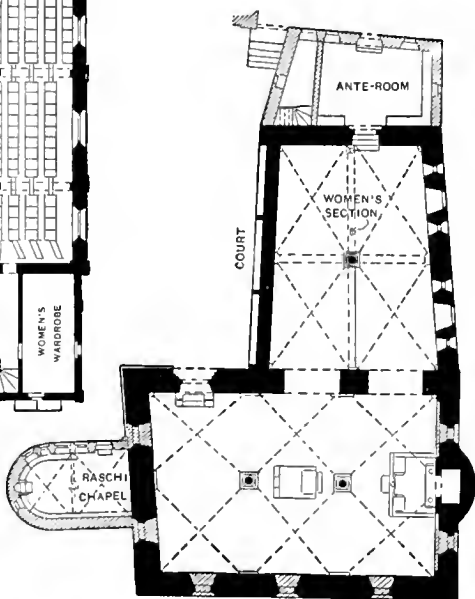 ANTE-ROOM
WOMEN'S
SECTION
COURT
WOMEN'S
WARDROBE
RASCHI
CHAPEL